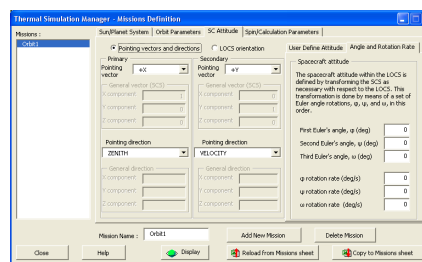 Thermal Simulation Manager - Missions Definition
Missions :
Orbit1
Sun/Planet System
Orbit Parameters
SC Attitude
Spin/Calculation Parameters
Pointing vectors and directions
LOCS orientation
Primary
Pointing vector
+X
General vector (SCS)
X component 1
Y component 0
Z component 0
Pointing direction
ZENITH
General direction
X component
Y component
Z component
Secondary
Pointing vector
+Y
General vector (SCS)
X component 0
Y component 1
Z component 0
Pointing direction
VELOCITY
General direction
X component
Y component
Z component
User Define Attitude
Angle and Rotation Rate
Spacecraft attitude
The spacecraft attitude within the LOCS is
defined by transforming the SCS as
necessary with respect to the LOCS. This
transformation is done by means of a set of
Euler angle rotations, φ, ψ, and ω, in this
order.
First Euler's angle, φ (deg) 0
Second Euler's angle, ψ (deg) 0
Third Euler's angle, ω (deg) 0
φ rotation rate (deg/s) 0
ψ rotation rate (deg/s) 0
ω rotation rate (deg/s) 0
Mission Name : Orbit1
Add New Mission
Delete Mission
Close
Help
Display
Reload from Missions sheet
Copy to Missions sheet